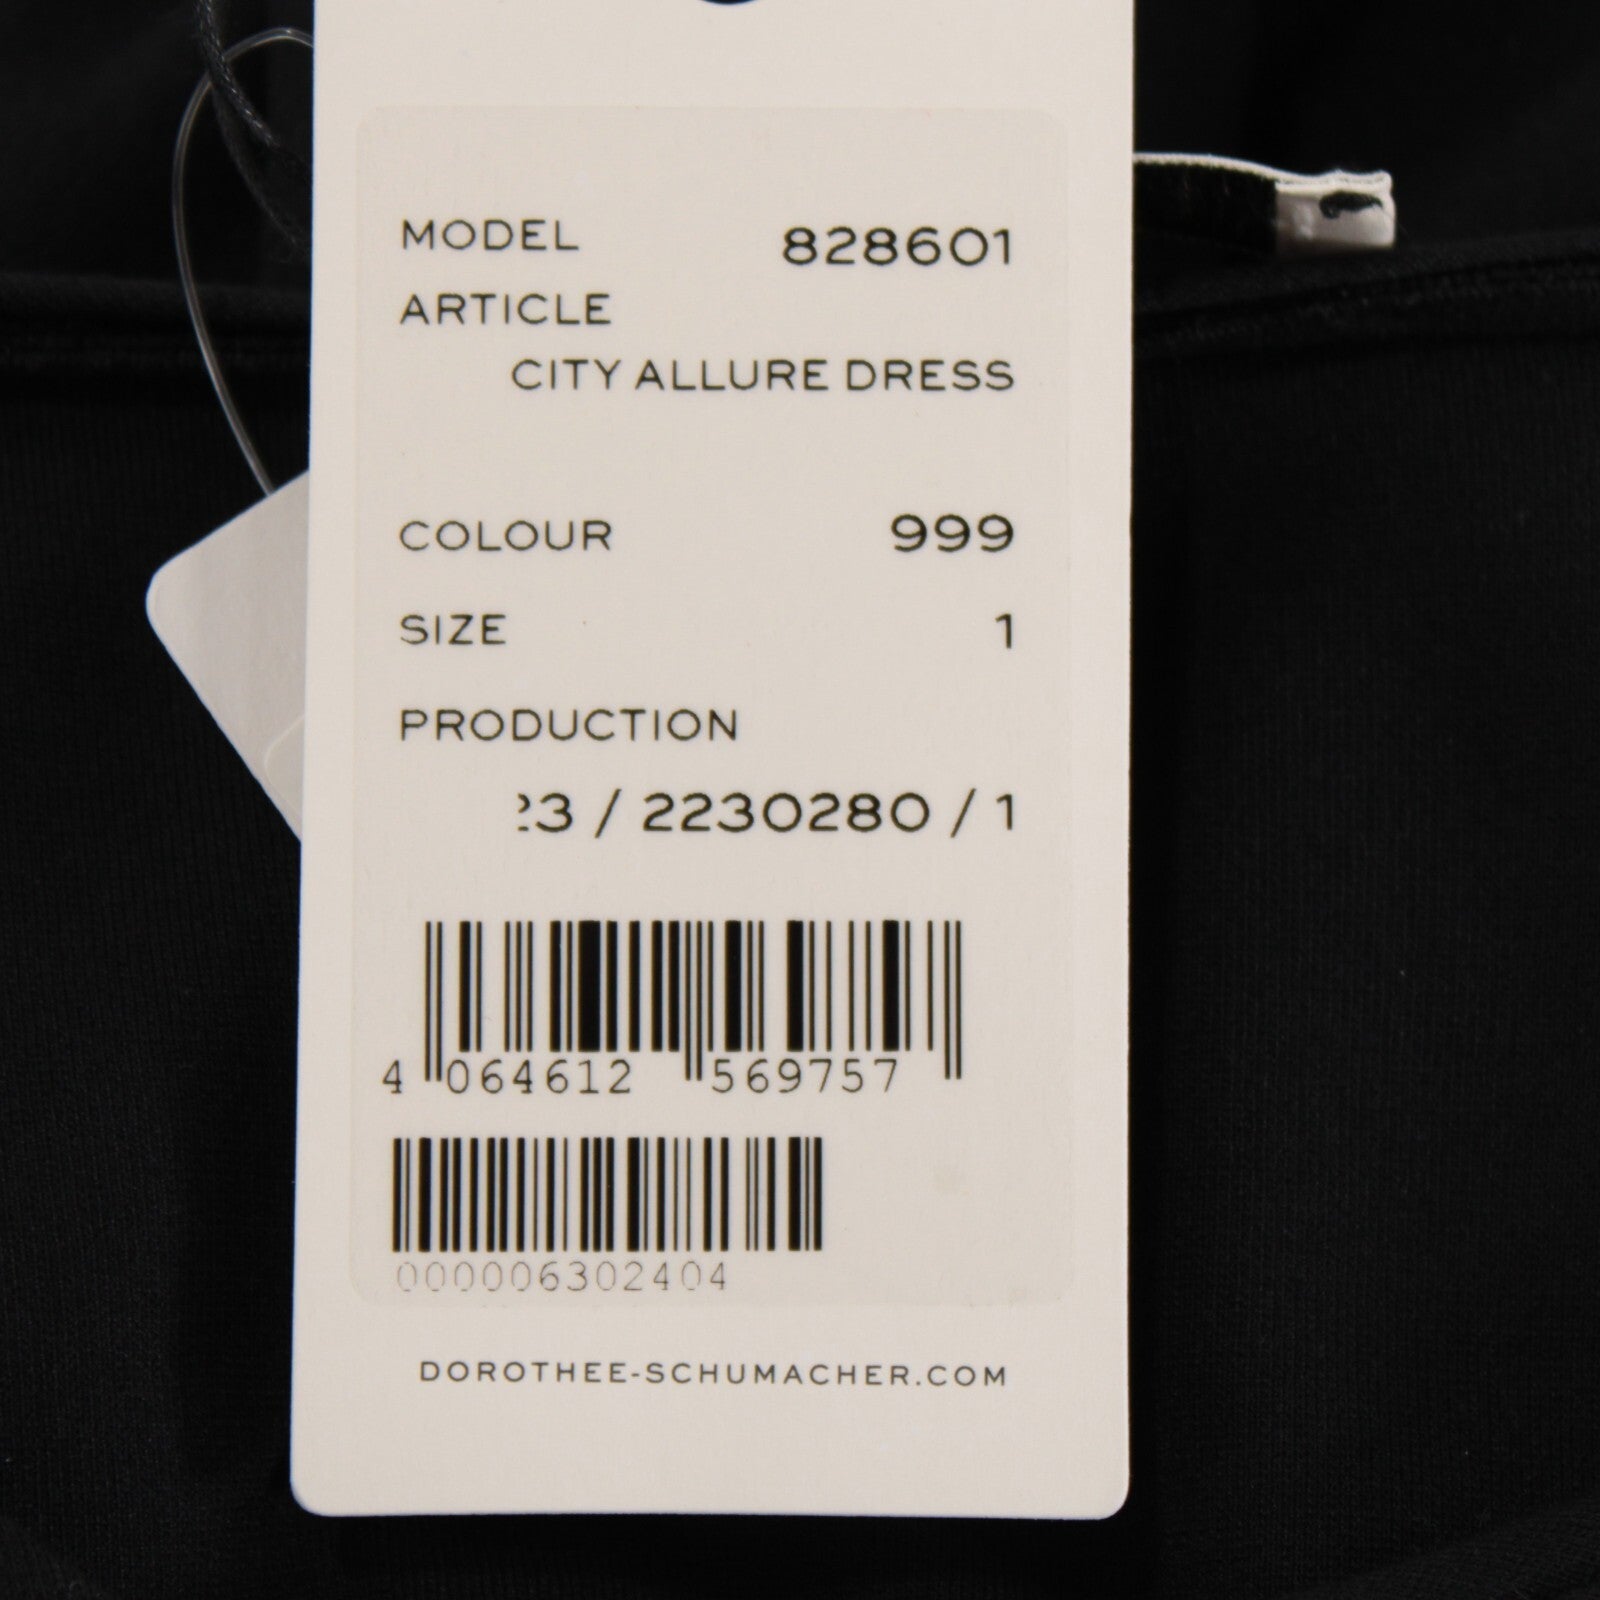 MODEL 828601
ARTICLE
CITY ALLURE DRESS
COLOUR 999
SIZE 1
PRODUCTION
23 / 2230280 / 1
4 064612 569757
000006302404
DOROTHEE-SCHUMACHER.COM